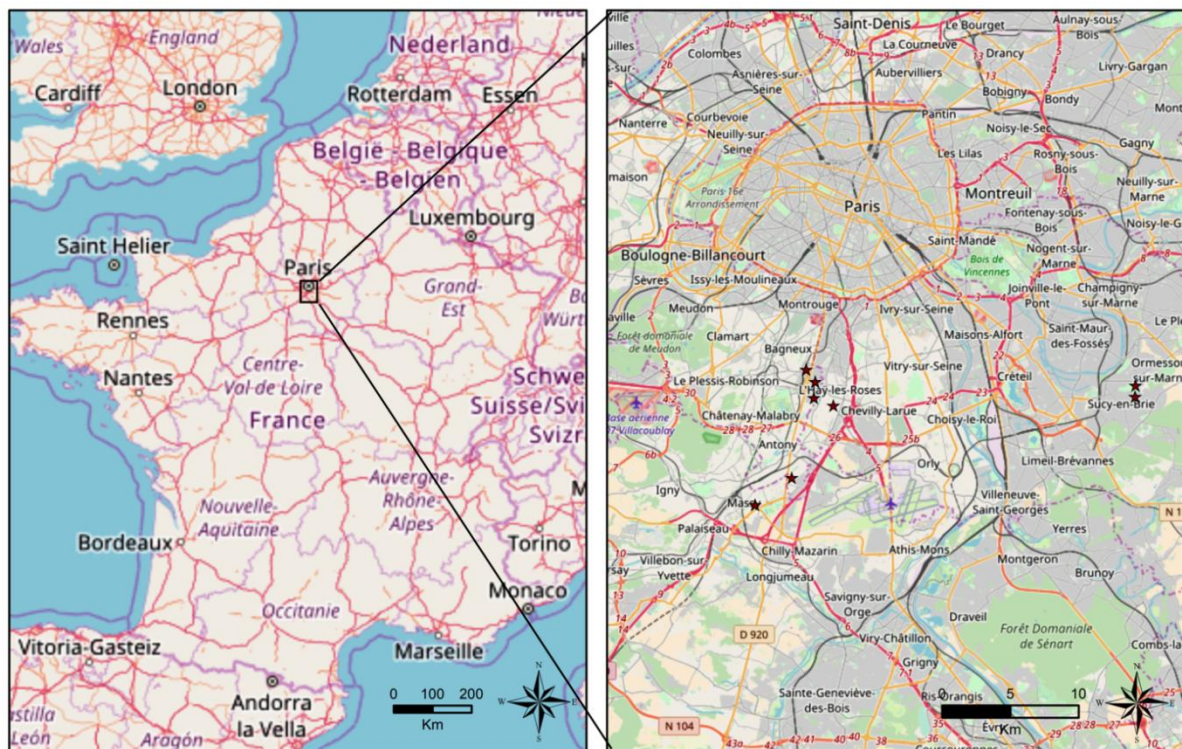 Wales
England
Cardiff
London
Nederland
Rotterdam
Essen
België - Belgique
- Belgien
Luxembourg
Saint Helier
Paris
Grand-
Est
Rennes
Nantes
Centre-
Val de Loire
France
Schwe
Suisse/Svi
Svizr
Auvergne-
Rhône-
Alpes
Nouvelle-
Aquitaine
Bordeaux
Torino
Monaco
Occitanie
Vitoria-Gasteiz
Marseille
Andorra
la Vella
Aragón
León
0 100 200
Km
N
E
S
W
Saint-Denis
Le Bourget
Aulnay-sous-
Bois
Colombes
La Courneuve
Drancy
Livry-Gargan
Asnières-sur-
Seine
Aubervilliers
Bobigny
Bondy
Nanterre
Courbevoie
Pantin
Neuilly-sur-
Seine
Noisy-le-Sec
Gagny
Les Lilas
Rosny-sous-
Bois
Paris 16e
Arrondissement
Montreuil
Neuilly-sur-
Marne
Paris
Fontenay-sous-
Bois
Noisy-le-G
Saint-Mandé
Nogent-sur-
Marne
Boulogne-Billancourt
Bois de
Vincennes
Sèvres
Issy-les-Moulineaux
Joinville-le-
Pont
Champigny-
sur-Marne
Meudon
Montrouge
Ivry-sur-Seine
Forêt domaniale
de Meudon
Clamart
Maisons-Alfort
Saint-Maur-
des-Fossés
Le Ple
Bagneux
Vitry-sur-Seine
Ormesson
sur-Marn
Le Plessis-Robinson
L'Haÿ-les-Roses
Créteil
Sucy-en-Brie
Base aérienne
Villacoublay
Châtenay-Malabry
Chevilly-Larue
Choisy-le-Roi
Antony
Orly
Limeil-Brévannes
Igny
Villeneuve-
Saint-Georges
Mass
Palaiseau
Yerres
N 1
Chilly-Mazarin
Athis-Mons
Montgeron
Villebon-sur-
Yvette
Longjumeau
Brunoy
Savigny-sur-
Orge
Draveil
D 920
Viry-Châtillon
Forêt Domaniale
de Sénart
Combs-la
Grigny
Sainte-Geneviève-
des-Bois
Ris-Orangis
N 104
0 5 10
Km
N
E
S
W